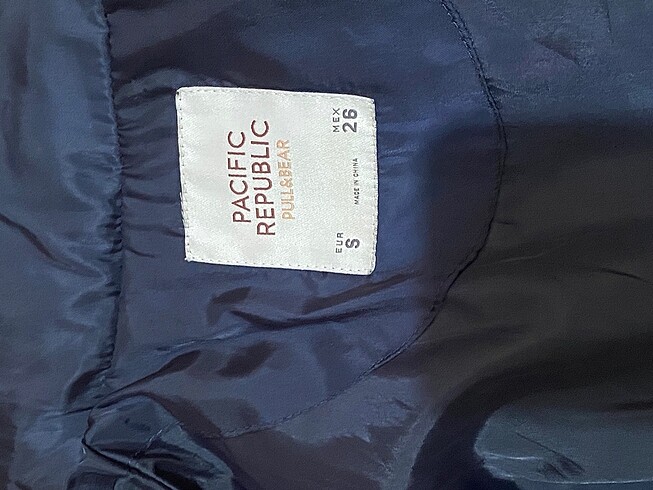 PACIFIC
REPUBLIC
PULL&BEAR
EUR
S
MADE IN CHINA
MEX
26